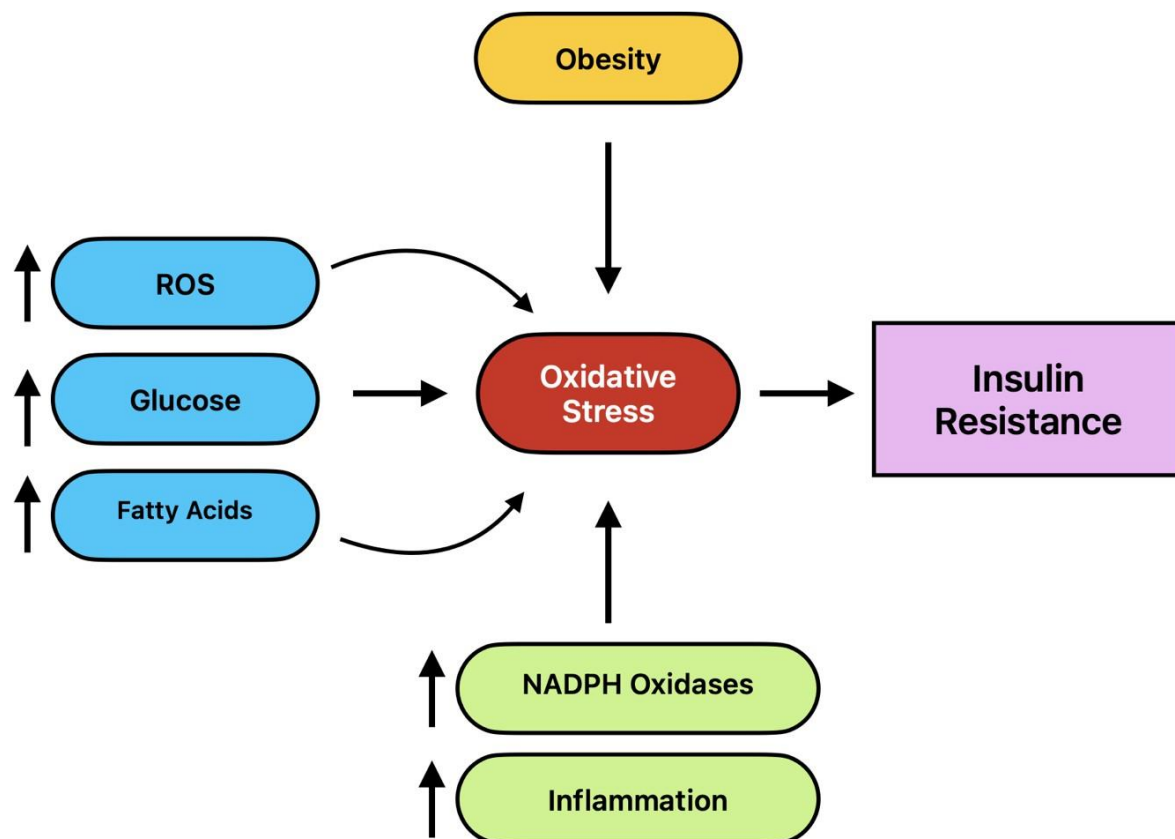 Obesity
ROS
Glucose
Fatty Acids
Oxidative
Stress
Insulin
Resistance
NADPH Oxidases
Inflammation